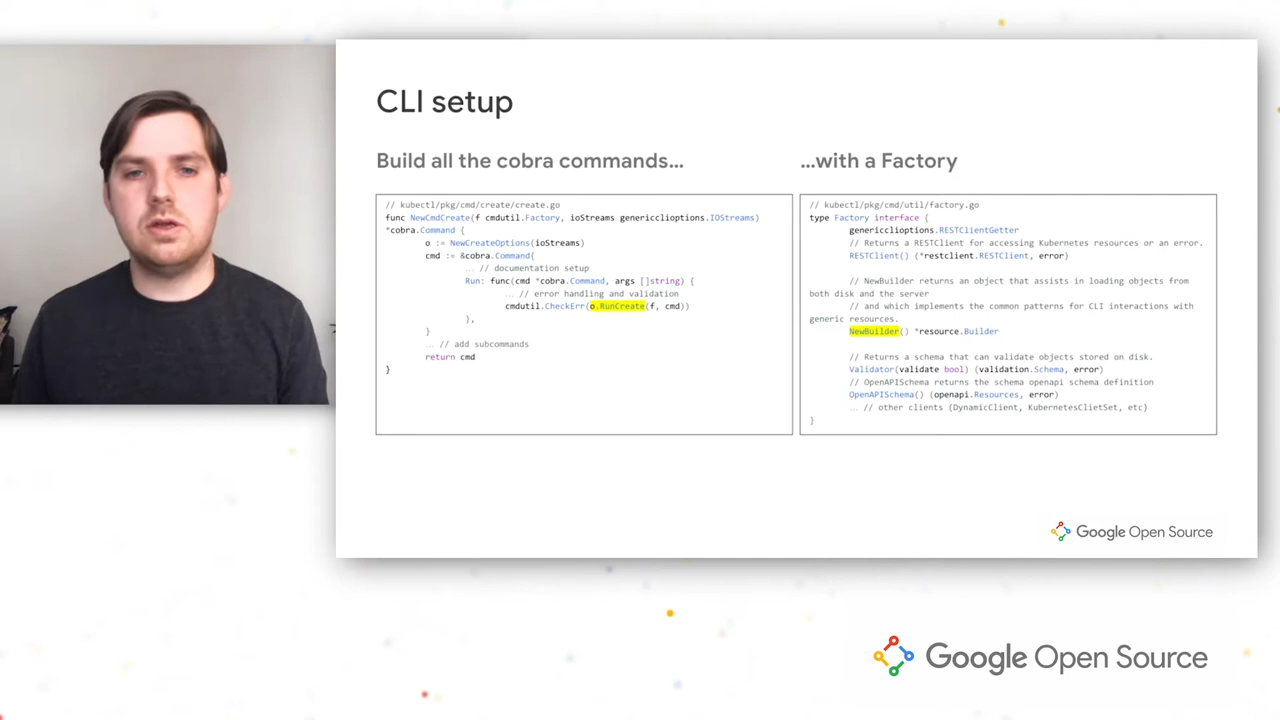 CLI setup
Build all the cobra commands...
// kubectl/pkg/cmd/create/create.go
func NewCmdCreate(f cmdutil.Factory, ioStreams genericclioptions.IOStreams)
*cobra.Command {
o := NewCreateOptions(ioStreams)
cmd := &cobra.Command{
... // documentation setup
Run: func(cmd *cobra.Command, args []string) {
... // error handling and validation
cmdutil.CheckErr(o.RunCreate(f, cmd))
},
}
... // add subcommands
return cmd
}
...with a Factory
// kubectl/pkg/cmd/util/factory.go
type Factory interface {
genericclioptions.RESTClientGetter
// Returns a RESTClient for accessing Kubernetes resources or an error.
RESTClient() (*restclient.RESTClient, error)
// NewBuilder returns an object that assists in loading objects from
both disk and the server
// and which implements the common patterns for CLI interactions with
generic resources.
NewBuilder() *resource.Builder
// Returns a schema that can validate objects stored on disk.
Validator(validate bool) (validation.Schema, error)
// OpenAPISchema returns the schema openapi schema definition
OpenAPISchema() (openapi.Resources, error)
... // other clients (DynamicClient, KubernetesClietSet, etc)
}
Google Open Source
Google Open Source